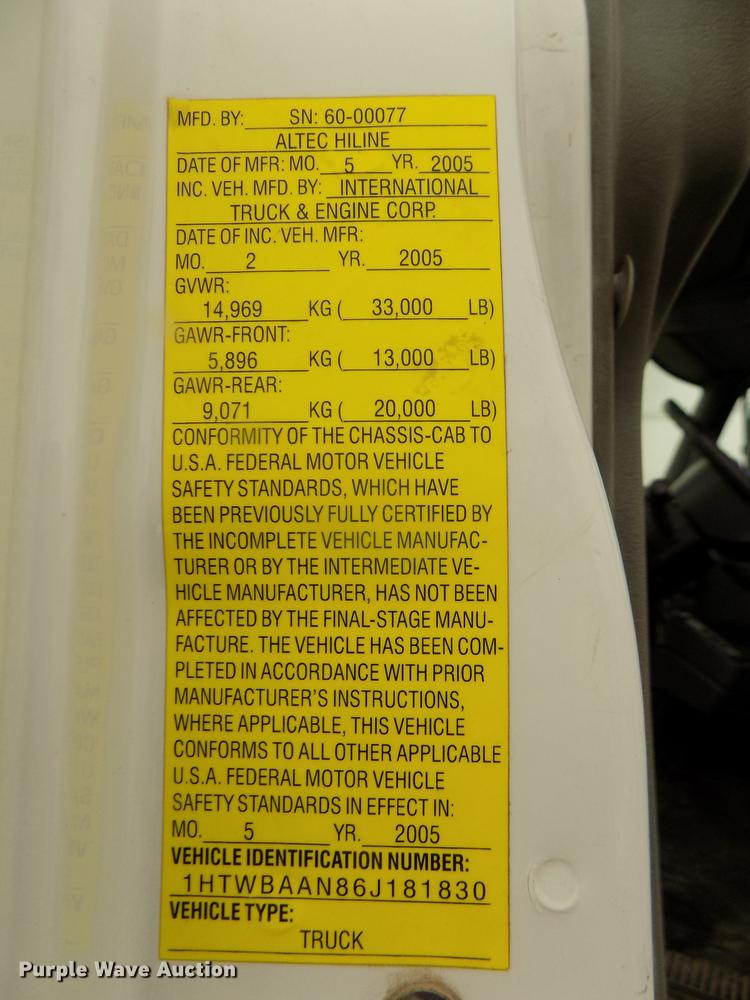 MFD. BY: SN: 60-00077
ALTEC HILINE
DATE OF MFR: MO. 5 YR. 2005
INC. VEH. MFD. BY: INTERNATIONAL
TRUCK & ENGINE CORP.
DATE OF INC. VEH. MFR:
MO. 2 YR. 2005
GVWR:
14,969 KG ( 33,000 LB)
GAWR-FRONT:
5,896 KG ( 13,000 LB)
GAWR-REAR:
9,071 KG ( 20,000 LB)
CONFORMITY OF THE CHASSIS-CAB TO
U.S.A. FEDERAL MOTOR VEHICLE
SAFETY STANDARDS, WHICH HAVE
BEEN PREVIOUSLY FULLY CERTIFIED BY
THE INCOMPLETE VEHICLE MANUFAC-
TURER OR BY THE INTERMEDIATE VE-
HICLE MANUFACTURER, HAS NOT BEEN
AFFECTED BY THE FINAL-STAGE MANU-
FACTURE. THE VEHICLE HAS BEEN COM-
PLETED IN ACCORDANCE WITH PRIOR
MANUFACTURER'S INSTRUCTIONS,
WHERE APPLICABLE, THIS VEHICLE
CONFORMS TO ALL OTHER APPLICABLE
U.S.A. FEDERAL MOTOR VEHICLE
SAFETY STANDARDS IN EFFECT IN:
MO. 5 YR. 2005
VEHICLE IDENTIFICATION NUMBER:
1HTWBAAN86J181830
VEHICLE TYPE:
TRUCK
Purple Wave Auction